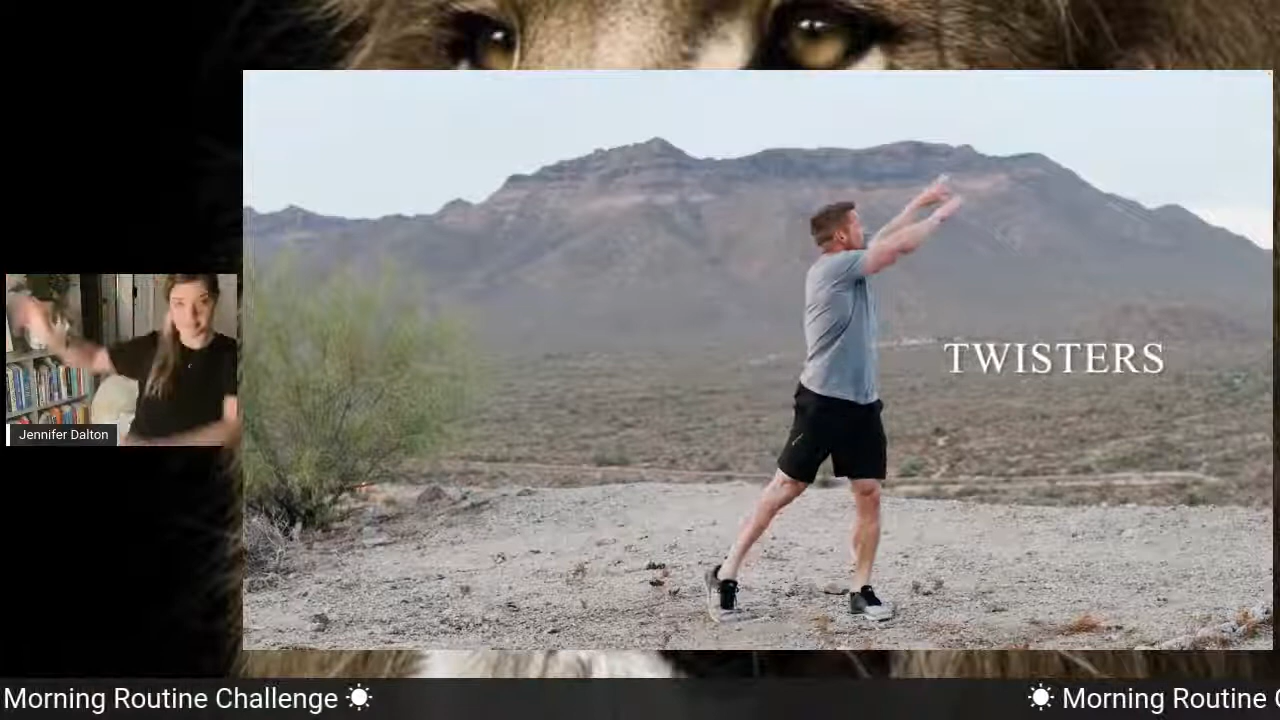 TWISTERS
Jennifer Dalton
Morning Routine Challenge ☀ Morning Routine C